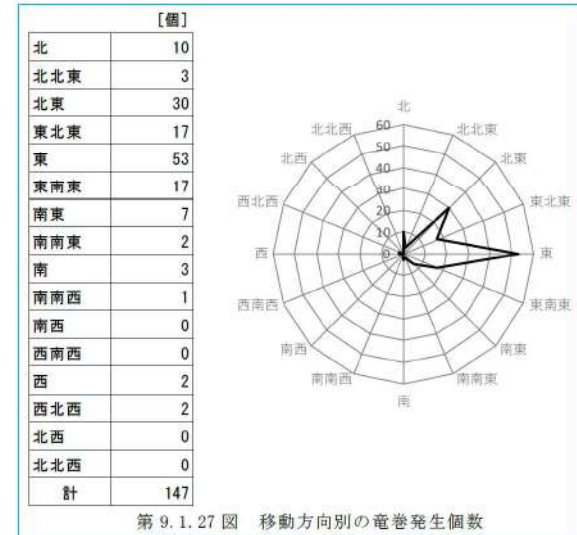 [個]
北 10
北北東 3
北東 30
東北東 17
東 53
東南東 17
南東 7
南南東 2
南 3
南南西 1
南西 0
西南西 0
西 2
西北西 2
北西 0
北北西 0
計 147
北
北北西 北北東
北西 北東
西北西 東北東
西 東
西南西 東南東
南西 南東
南南西 南南東
南
60
50
40
30
20
10
0
第 9.1.27 図 移動方向別の竜巻発生個数